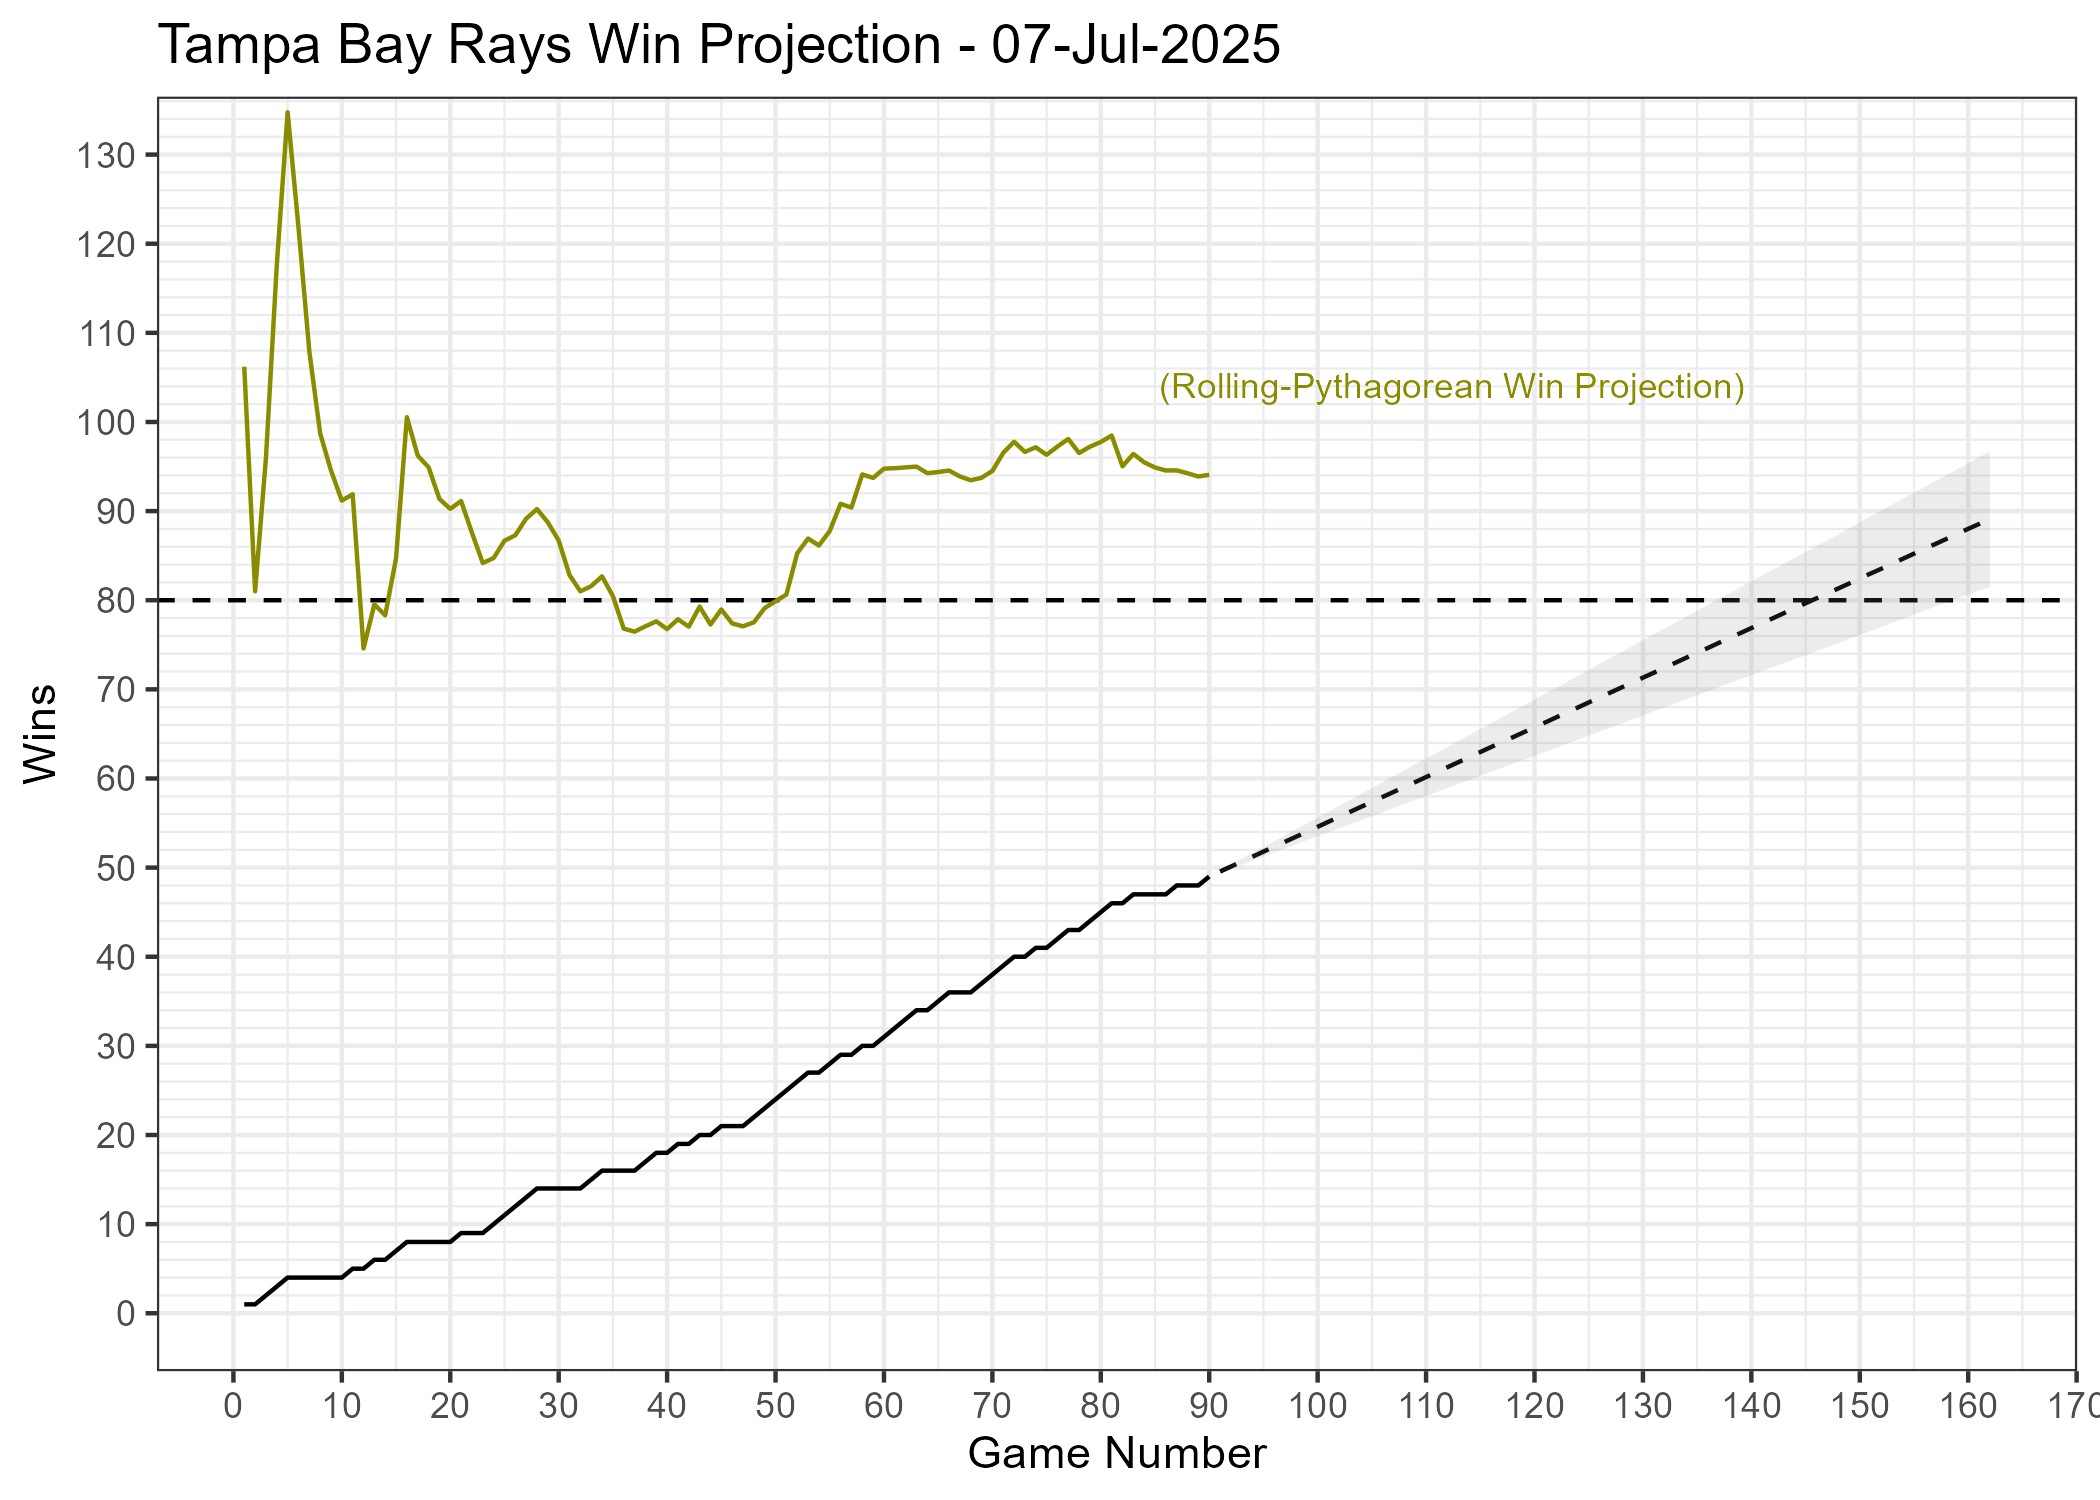 Tampa Bay Rays Win Projection - 07-Jul-2025
130
120
110
(Rolling-Pythagorean Win Projection)
100
90
80
70
Wins
60
50
40
30
20
10
0
0 10 20 30 40 50 60 70 80 90 100 110 120 130 140 150 160 170
Game Number